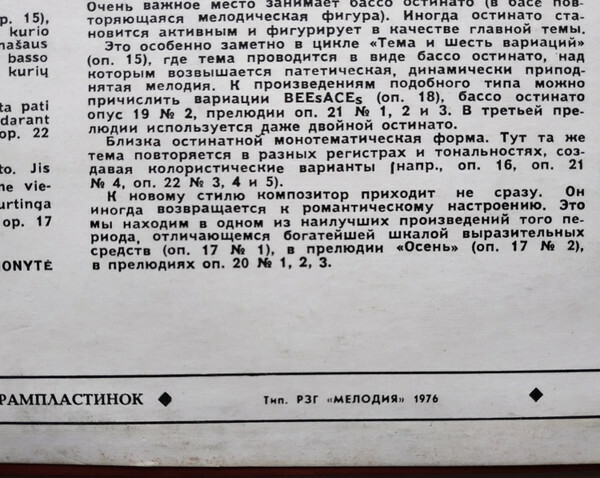 р. 15),
kurio
našaus
basso
kurių
ta pati
darant
op. 22
to. Jis
me vie-
urtinga
op. 17
ONYTĖ
Очень важное место занимает бассо остинато (в басе пов-
торяющаяся мелодическая фигура). Иногда остинато ста-
новится активным и фигурирует в качестве главной темы.
Это особенно заметно в цикле «Тема и шесть вариаций»
(оп. 15), где тема проводится в виде бассо остинато, над
которым возвышается патетическая, динамически припод-
нятая мелодия. К произведениям подобного типа можно
причислить вариации BEEsACEs (оп. 18), бассо остинато
опус 19 № 2, прелюдии оп. 21 № 1, 2 и 3. В третьей пре-
людии используется даже двойной остинато.
Близка остинатной монотематическая форма. Тут та же
тема повторяется в разных регистрах и тональностях, соз-
давая колористические варианты (напр., оп. 16, оп. 21
№ 4, оп. 22 № 3, 4 и 5).
К новому стилю композитор приходит не сразу. Он
иногда возвращается к романтическому настроению. Это
мы находим в одном из наилучших произведений того пе-
риода, отличающемся богатейшей шкалой выразительных
средств (оп. 17 № 1), в прелюдии «Осень» (оп. 17 № 2),
в прелюдиях оп. 20 № 1, 2, 3.
РАМПЛАСТИНОК ◆ Тип. РЗГ «МЕЛОДИЯ» 1976 ◆